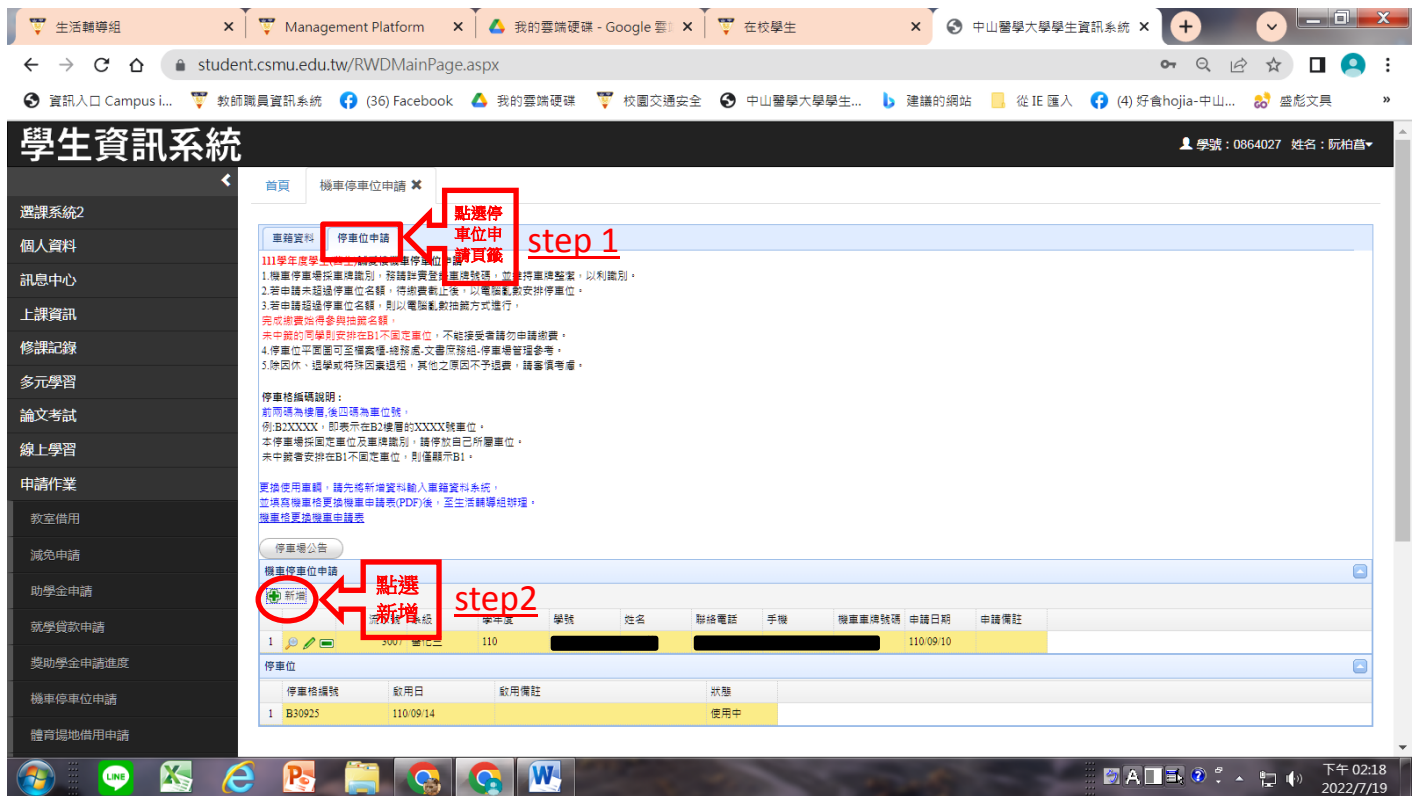 生活輔導組
Management Platform
我的雲端硬碟 - Google 雲
在校學生
中山醫學大學學生資訊系統
student.csmu.edu.tw/RWDMainPage.aspx
資訊入口 Campus i...
教師職員資訊系統
(36) Facebook
我的雲端硬碟
校園交通安全
中山醫學大學學生...
建議的網站
從 IE 匯入
(4) 好食hojia-中山...
盛彪文具
»
學生資訊系統
學號：0864027 姓名：阮柏菖
首頁
機車停車位申請
選課系統2
個人資料
訊息中心
上課資訊
修課記錄
多元學習
論文考試
線上學習
申請作業
教室借用
減免申請
助學金申請
就學貸款申請
獎助學金申請進度
機車停車位申請
體育場地借用申請
車籍資料
停車位申請
點選停
車位申
請頁籤
step 1
111學年度學生
1.機車停車場採車牌識別，務請詳實登錄車牌號碼，並維持車牌整潔，以利識別。
2.若申請未超過停車位名額，待繳費截止後，以電腦亂數安排停車位。
3.若申請超過停車位名額，則以電腦亂數抽籤方式進行，
完成繳費始得參與抽籤名額，
未中籤的同學則安排在B1不固定車位，不能接受者請勿申請繳費。
4.停車位平面圖可至檔案櫃-總務處-文書庶務組-停車場管理參考。
5.除因休、退學或特殊因素退租，其他之原因不予退費，請審慎考慮。
停車格編碼說明：
前兩碼為樓層,後四碼為車位號，
例:B2XXXX，即表示在B2樓層的XXXX號車位。
本停車場採固定車位及車牌識別，請停放自己所屬車位。
未中籤者安排在B1不固定車位，則僅顯示B1。
更換使用車輛，請先將新增資料輸入車籍資料系統，
並填寫機車格更換機車申請表(PDF)後，至生活輔導組辦理。
機車格更換機車申請表
停車場公告
機車停車位申請
新增
點選
新增
step2
學年度 學號 姓名 聯絡電話 手機 機車車牌號碼 申請日期 申請備註
1 3007 110 110/09/10
停車位
停車格編號 啟用日 啟用備註 狀態
1 B30925 110/09/14 使用中
LINE
下午 02:18
2022/7/19